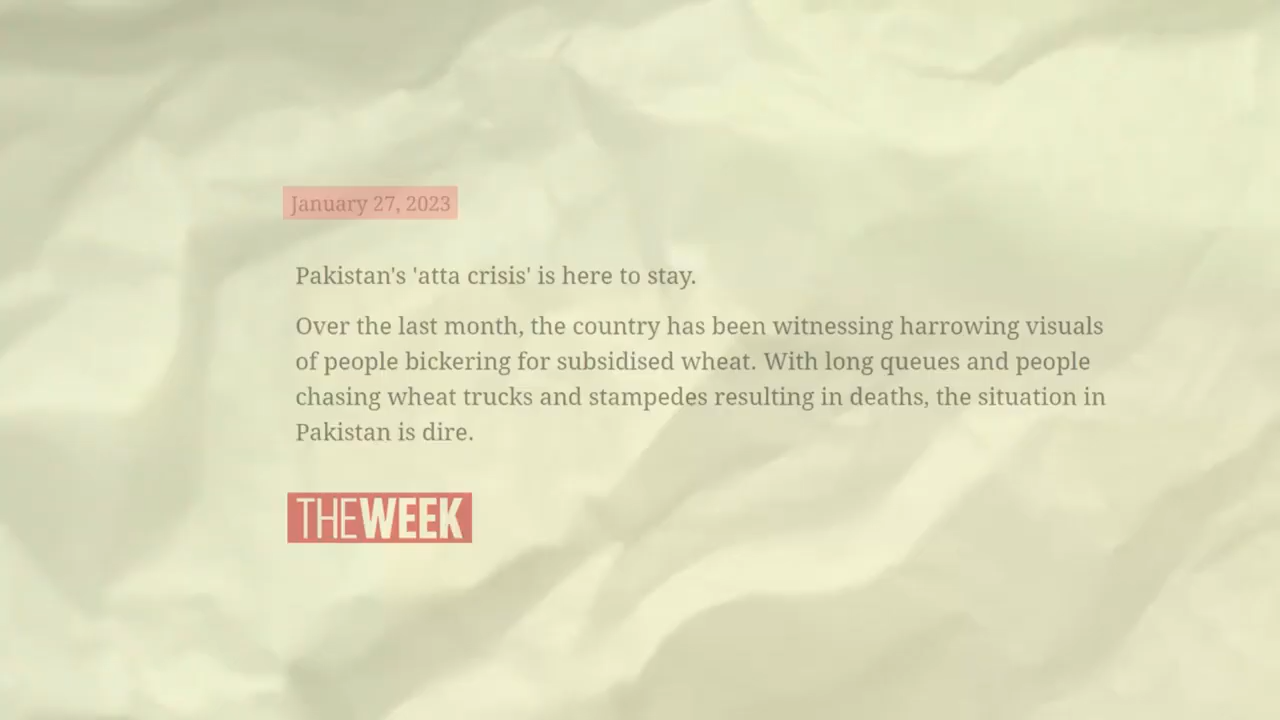 January 27, 2023
Pakistan's 'atta crisis' is here to stay.
Over the last month, the country has been witnessing harrowing visuals
of people bickering for subsidised wheat. With long queues and people
chasing wheat trucks and stampedes resulting in deaths, the situation in
Pakistan is dire.
THEWEEK